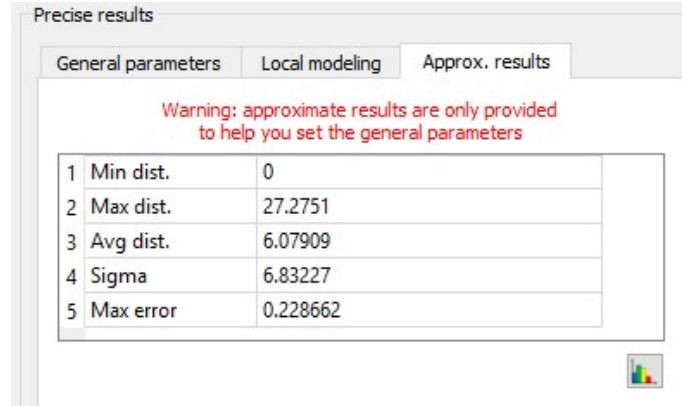 Precise results
General parameters Local modeling Approx. results
Warning: approximate results are only provided
to help you set the general parameters
1 Min dist. 0
2 Max dist. 27.2751
3 Avg dist. 6.07909
4 Sigma 6.83227
5 Max error 0.228662